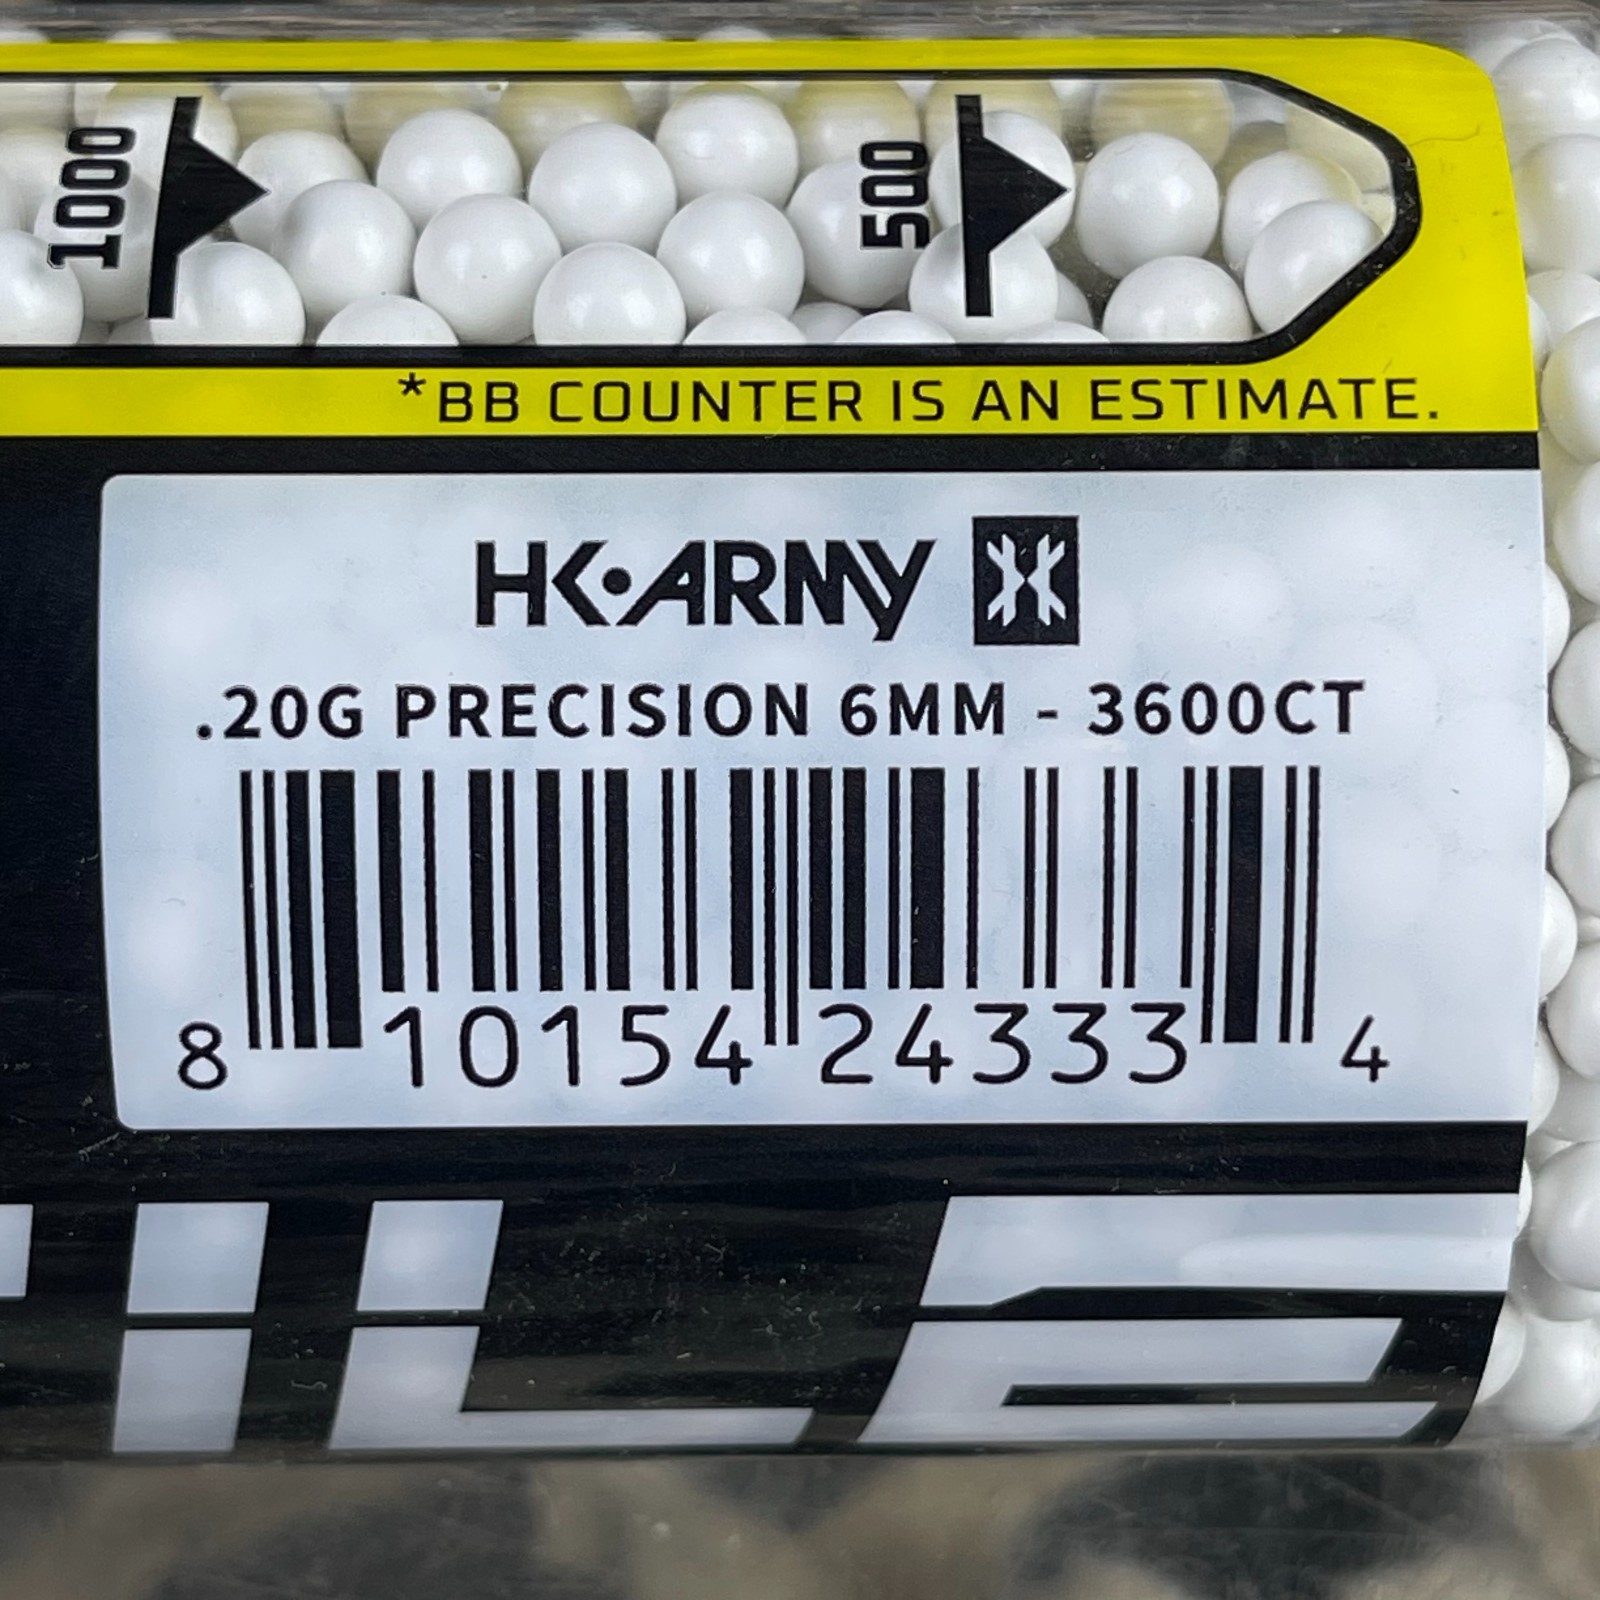 1000
500
*BB COUNTER IS AN ESTIMATE.
HK·ARMY
.20G PRECISION 6MM - 3600CT
8 10154 24333 4